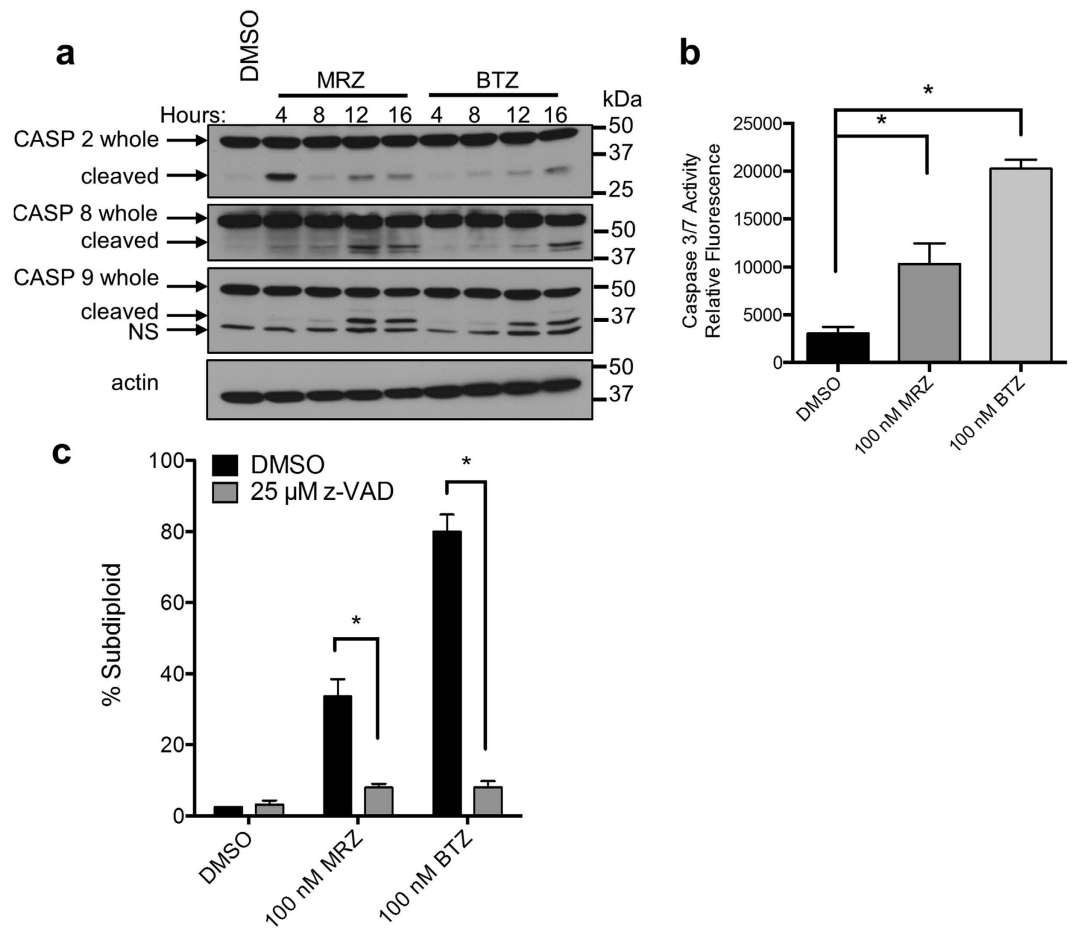 a
DMSO
MRZ BTZ
Hours: 4 8 12 16 4 8 12 16 kDa
CASP 2 whole 50
37
cleaved 25
CASP 8 whole 50
cleaved 37
CASP 9 whole 50
cleaved 37
NS
actin 50
37
b
* *
Caspase 3/7 Activity
Relative Fluorescence
25000
20000
15000
10000
5000
0
DMSO 100 nM MRZ 100 nM BTZ
c
DMSO
25 µM z-VAD
* *
% Subdiploid
100
80
60
40
20
0
DMSO 100 nM MRZ 100 nM BTZ